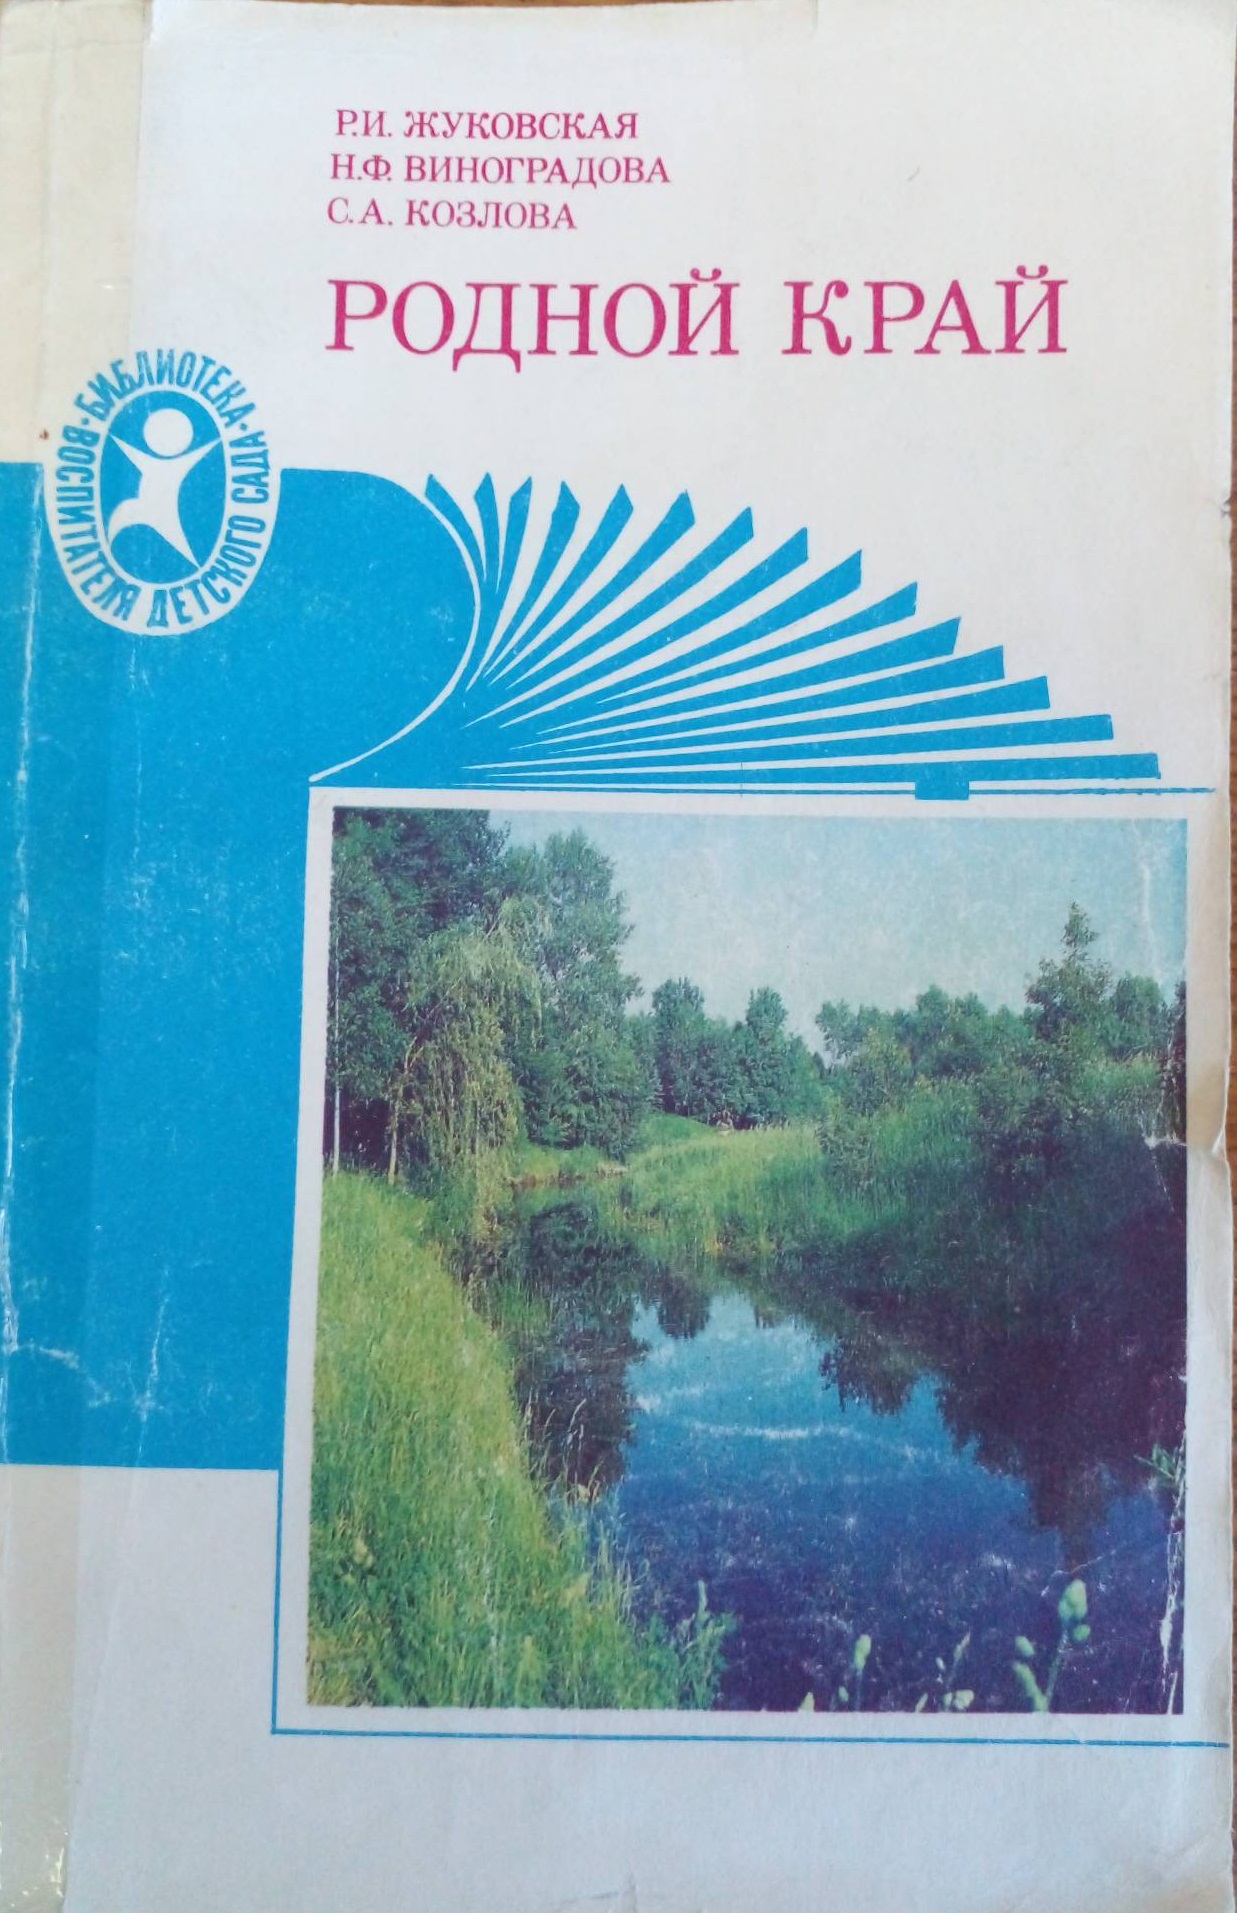 Р.И. ЖУКОВСКАЯ
Н.Ф. ВИНОГРАДОВА
С.А. КОЗЛОВА
РОДНОЙ КРАЙ
·БИБЛИОТЕКА·
ВОСПИТАТЕЛЯ ДЕТСКОГО САДА